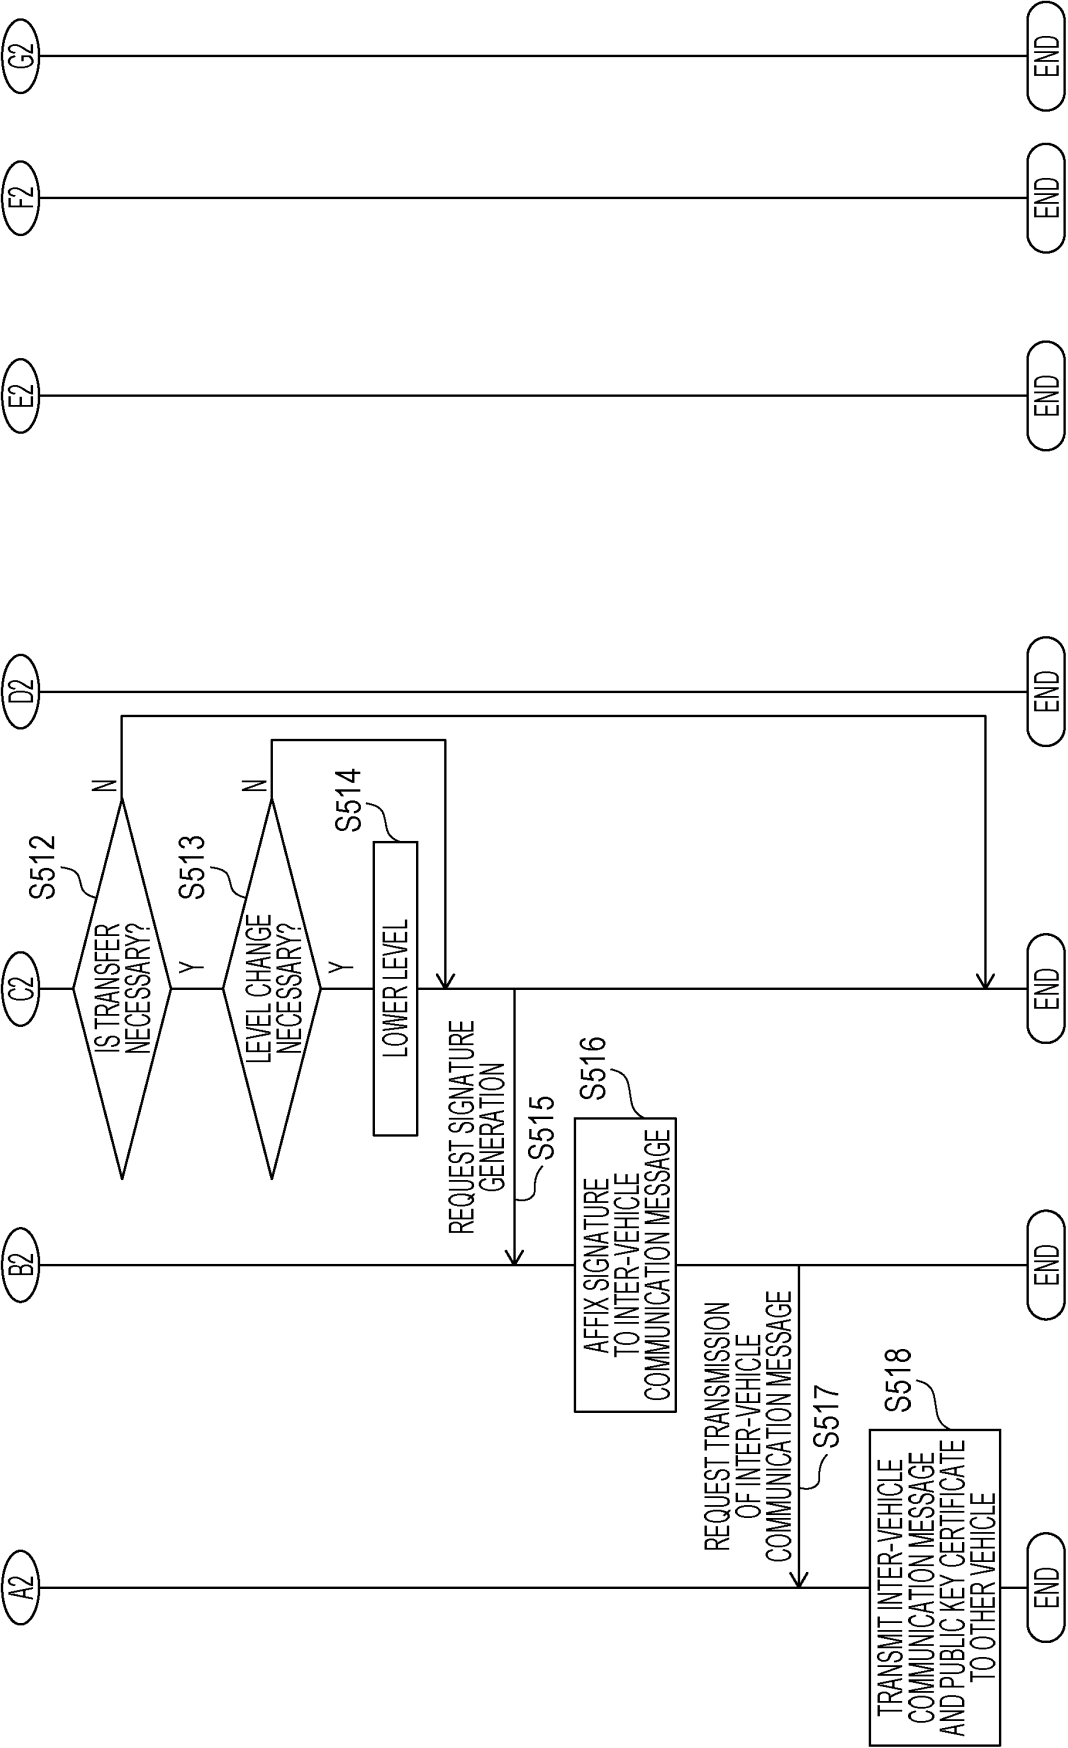 A2
B2
C2
D2
E2
F2
G2
S512
IS TRANSFER
NECESSARY?
N
Y
S513
LEVEL CHANGE
NECESSARY?
N
Y
S514
LOWER LEVEL
REQUEST SIGNATURE
GENERATION
S515
S516
AFFIX SIGNATURE
TO INTER-VEHICLE
COMMUNICATION MESSAGE
REQUEST TRANSMISSION
OF INTER-VEHICLE
COMMUNICATION MESSAGE
S517
S518
TRANSMIT INTER-VEHICLE
COMMUNICATION MESSAGE
AND PUBLIC KEY CERTIFICATE
TO OTHER VEHICLE
END
END
END
END
END
END
END